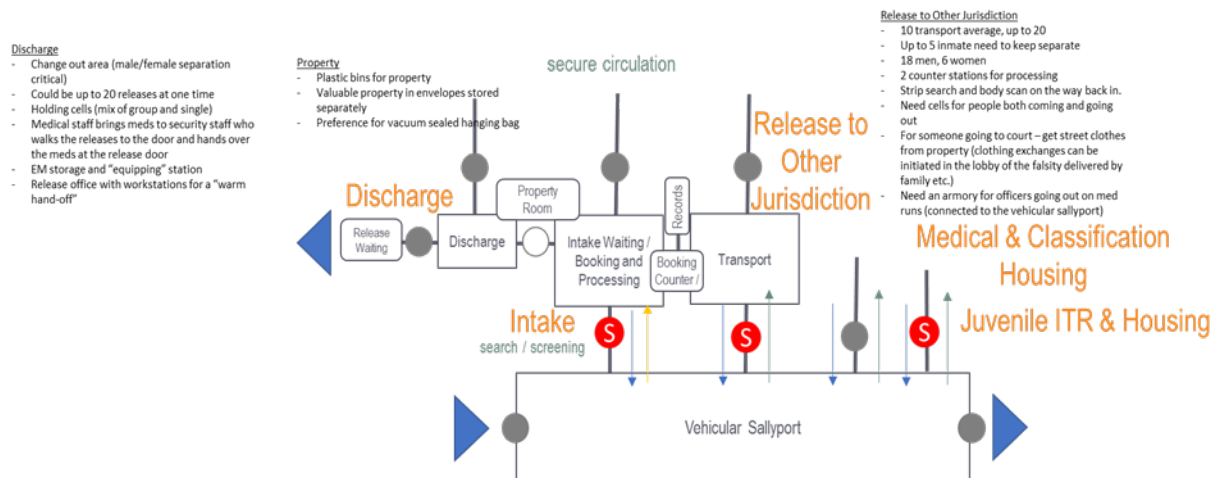 Discharge
- Change out area (male/female separation
critical)
- Could be up to 20 releases at one time
- Holding cells (mix of group and single)
- Medical staff brings meds to security staff who
walks the releases to the door and hands over
the meds at the release door
- EM storage and "equipping" station
- Release office with workstations for a "warm
hand-off"
Property
- Plastic bins for property
- Valuable property in envelopes stored
separately
- Preference for vacuum sealed hanging bag
secure circulation
Release to Other Jurisdiction
- 10 transport average, up to 20
- Up to 5 inmate need to keep separate
- 18 men, 6 women
- 2 counter stations for processing
- Strip search and body scan on the way back in.
- Need cells for people both coming and going
out
- For someone going to court – get street clothes
from property (clothing exchanges can be
initiated in the lobby of the falsity delivered by
family etc.)
- Need an armory for officers going out on med
runs (connected to the vehicular sallyport)
Release to
Other
Jurisdiction
Discharge
Property
Room
Records
Release
Waiting
Discharge
Intake Waiting /
Booking and
Processing
Booking
Counter /
Transport
Medical & Classification
Housing
Intake
search / screening
S
S
S
Juvenile ITR & Housing
Vehicular Sallyport